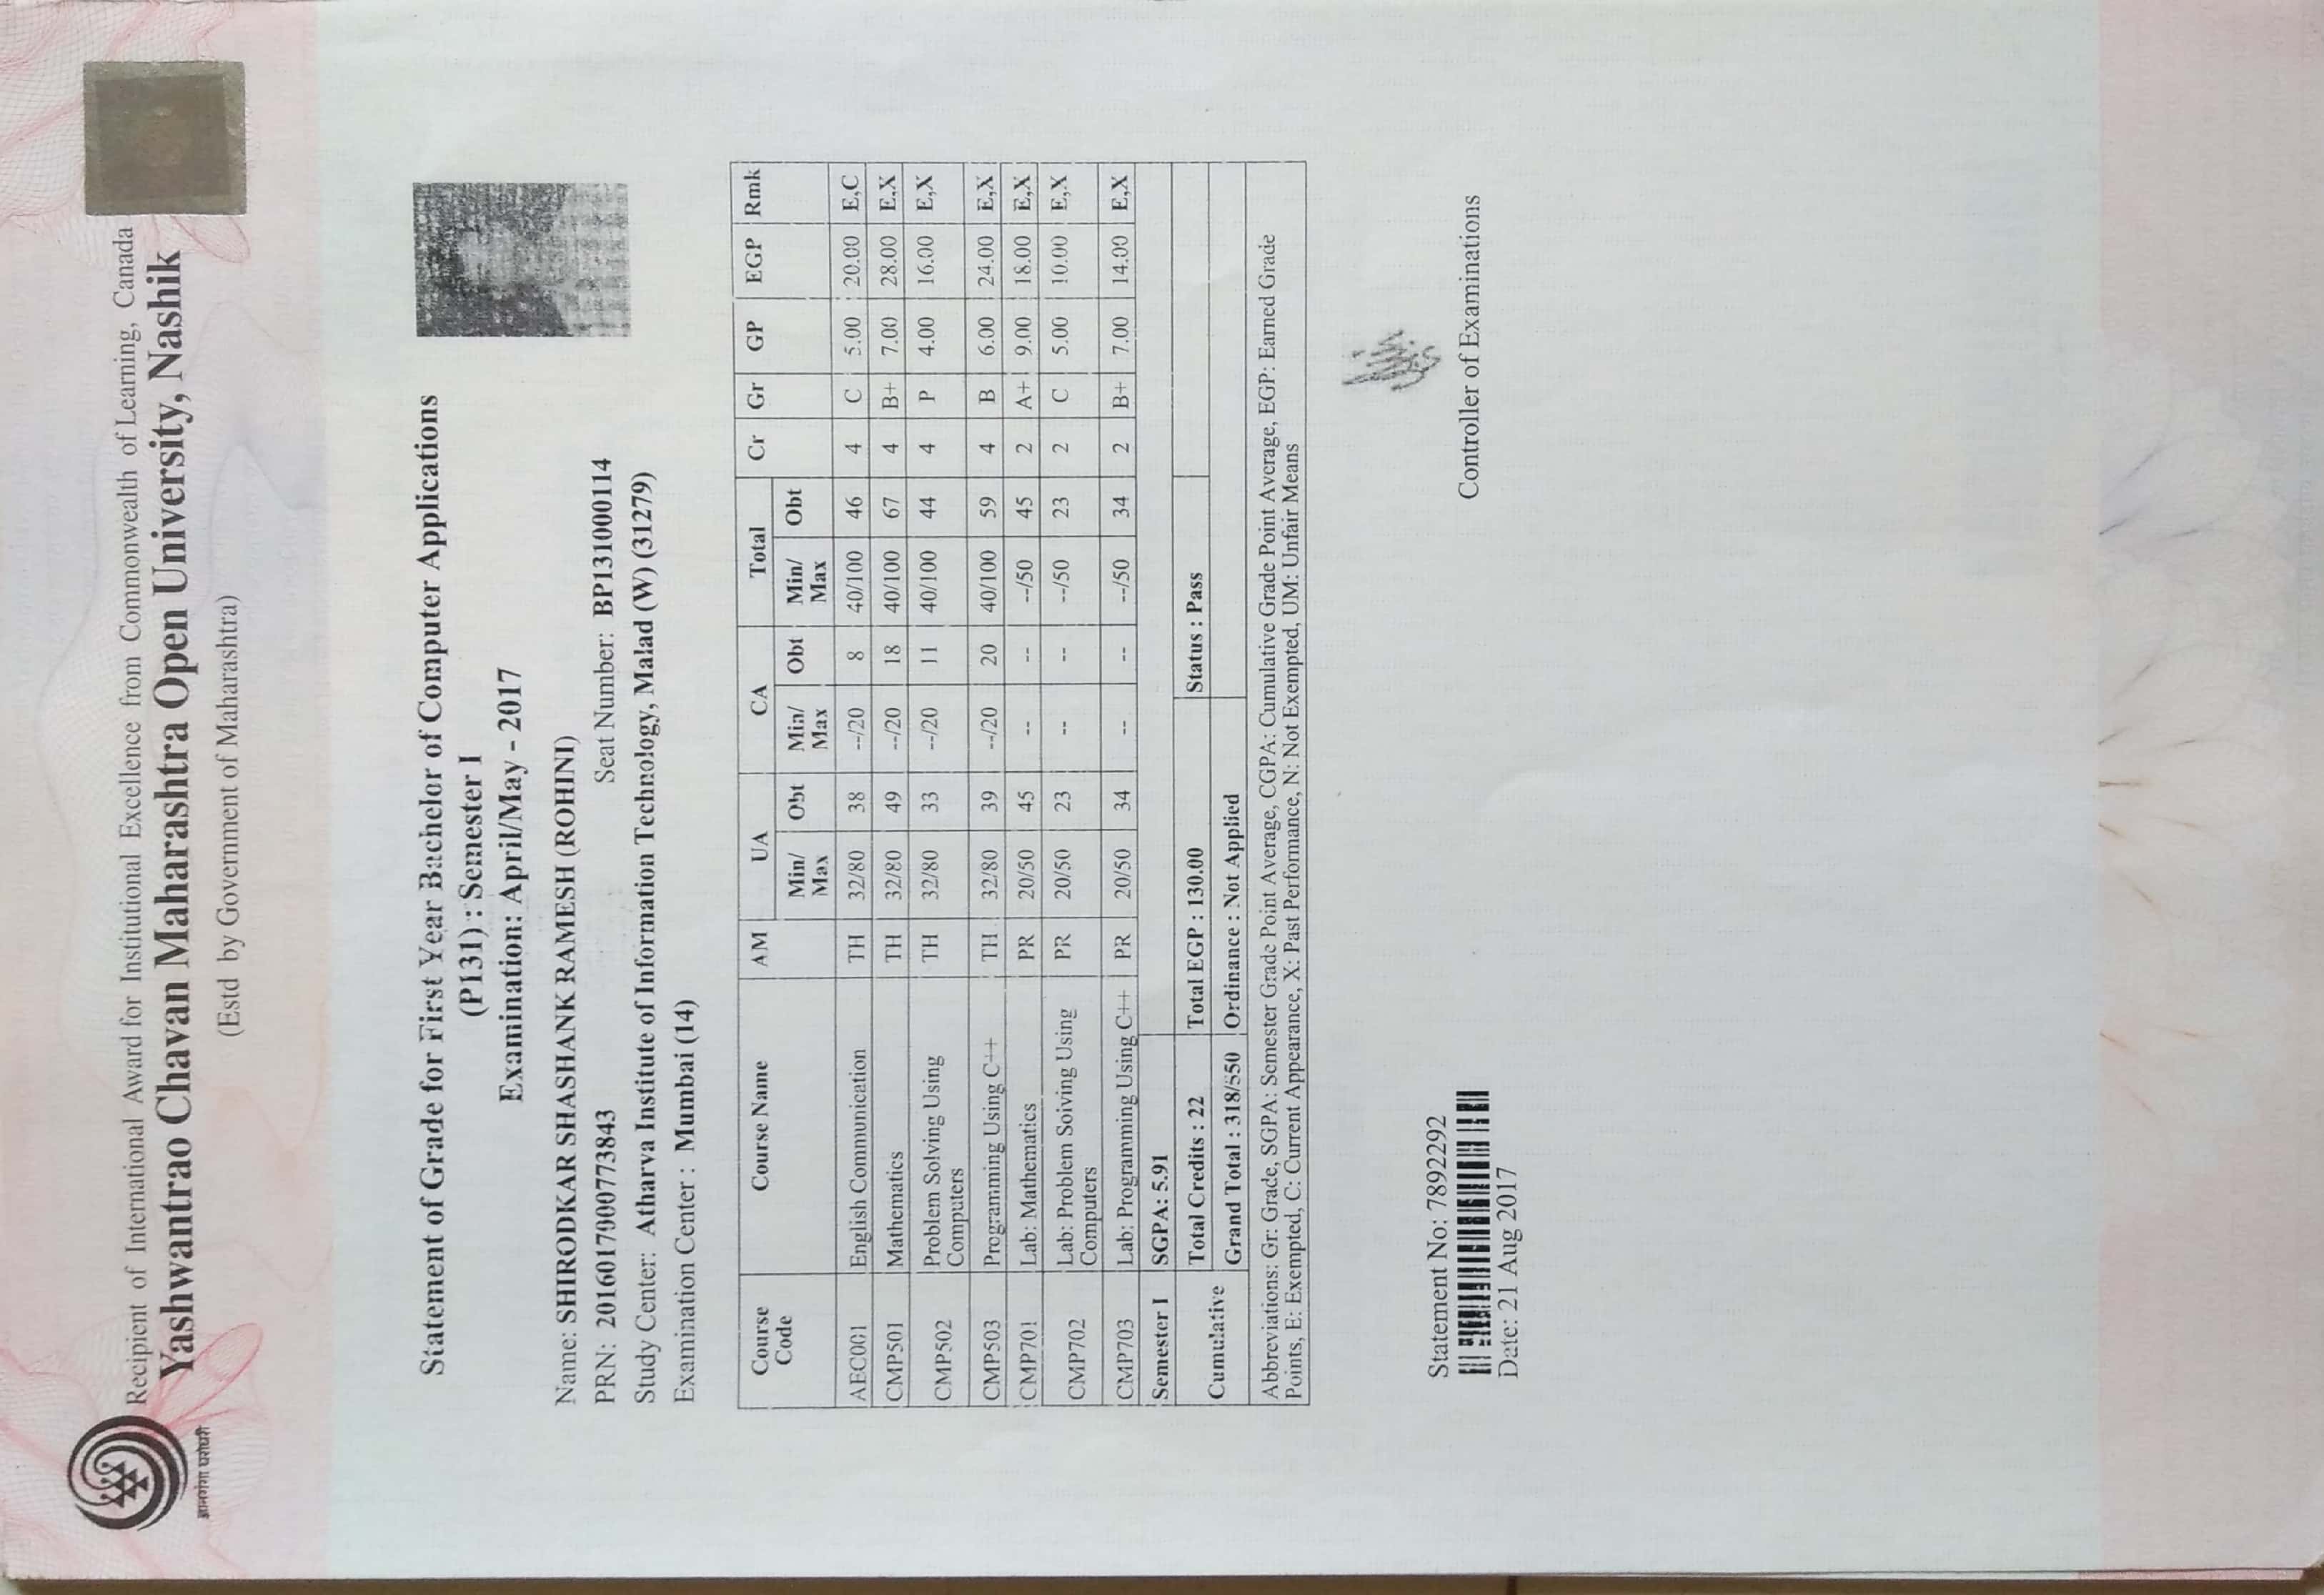 Recipient of International Award for Institutional Excellence from Commonwealth of Learning, Canada
Yashwantrao Chavan Maharashtra Open University, Nashik
(Estd by Government of Maharashtra)
ज्ञानगंगा घरोघरी
Statement of Grade for First Year Bachelor of Computer Applications
(P131) : Semester I
Examination: April/May - 2017
Name: SHIRODKAR SHASHANK RAMESH (ROHINI)
PRN: 2016017900773843 Seat Number: BP131000114
Study Center: Atharva Institute of Information Technology, Malad (W) (31279)
Examination Center : Mumbai (14)
Course Code Course Name AM UA CA Total Cr Gr GP EGP Rmk
Min/Max Obt Min/Max Obt Min/Max Obt
AEC001 English Communication TH 32/80 38 --/20 8 40/100 46 4 C 5.00 20.00 E,C
CMP501 Mathematics TH 32/80 49 --/20 18 40/100 67 4 B+ 7.00 28.00 E,X
CMP502 Problem Solving Using Computers TH 32/80 33 --/20 11 40/100 44 4 P 4.00 16.00 E,X
CMP503 Programming Using C++ TH 32/80 39 --/20 20 40/100 59 4 B 6.00 24.00 E,X
CMP701 Lab: Mathematics PR 20/50 45 -- -- --/50 45 2 A+ 9.00 18.00 E,X
CMP702 Lab: Problem Solving Using Computers PR 20/50 23 -- -- --/50 23 2 C 5.00 10.00 E,X
CMP703 Lab: Programming Using C++ PR 20/50 34 -- -- --/50 34 2 B+ 7.00 14.00 E,X
Semester I SGPA: 5.91
Cumulative Total Credits : 22 Total EGP : 130.00 Status : Pass
Grand Total : 318/550 Ordinance : Not Applied
Abbreviations: Gr: Grade, SGPA: Semester Grade Point Average, CGPA: Cumulative Grade Point Average, EGP: Earned Grade
Points, E: Exempted, C: Current Appearance, X: Past Performance, N: Not Exempted, UM: Unfair Means
Statement No: 7892292
Date: 21 Aug 2017
Controller of Examinations